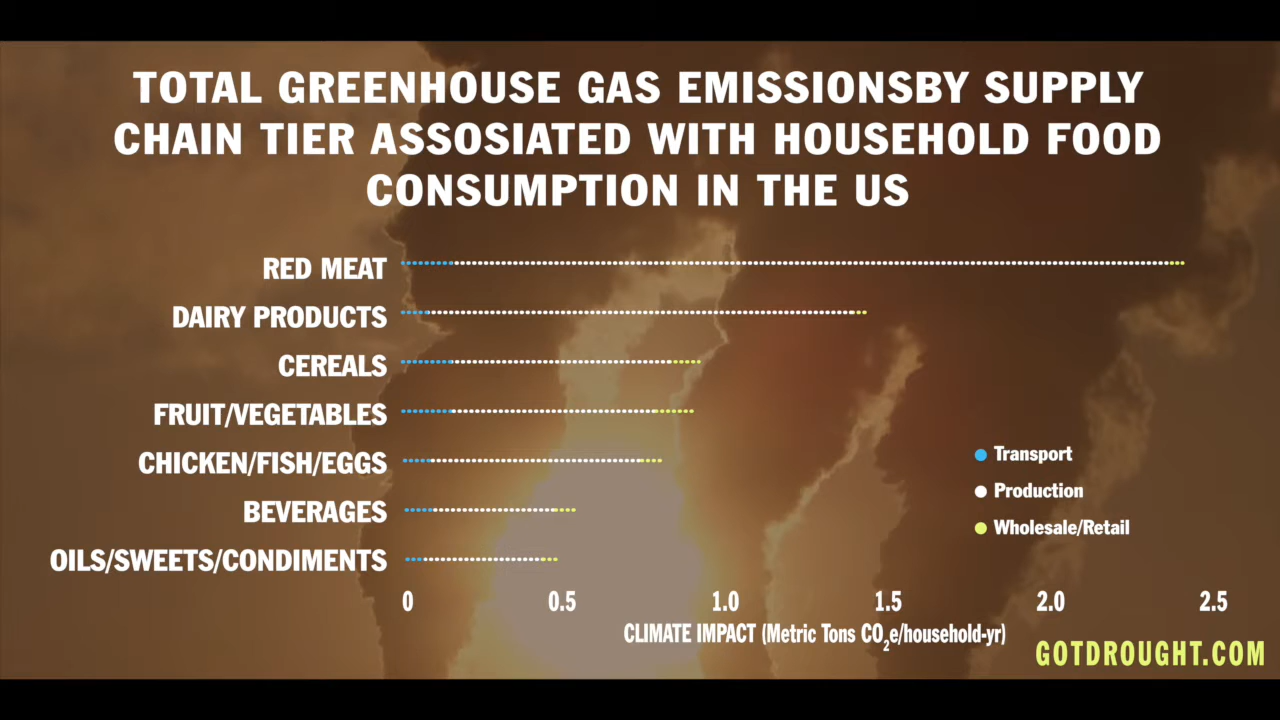 TOTAL GREENHOUSE GAS EMISSIONSBY SUPPLY
CHAIN TIER ASSOSIATED WITH HOUSEHOLD FOOD
CONSUMPTION IN THE US
RED MEAT
DAIRY PRODUCTS
CEREALS
FRUIT/VEGETABLES
CHICKEN/FISH/EGGS
BEVERAGES
OILS/SWEETS/CONDIMENTS
Transport
Production
Wholesale/Retail
0 0.5 1.0 1.5 2.0 2.5
CLIMATE IMPACT (Metric Tons CO₂e/household-yr)
GOTDROUGHT.COM